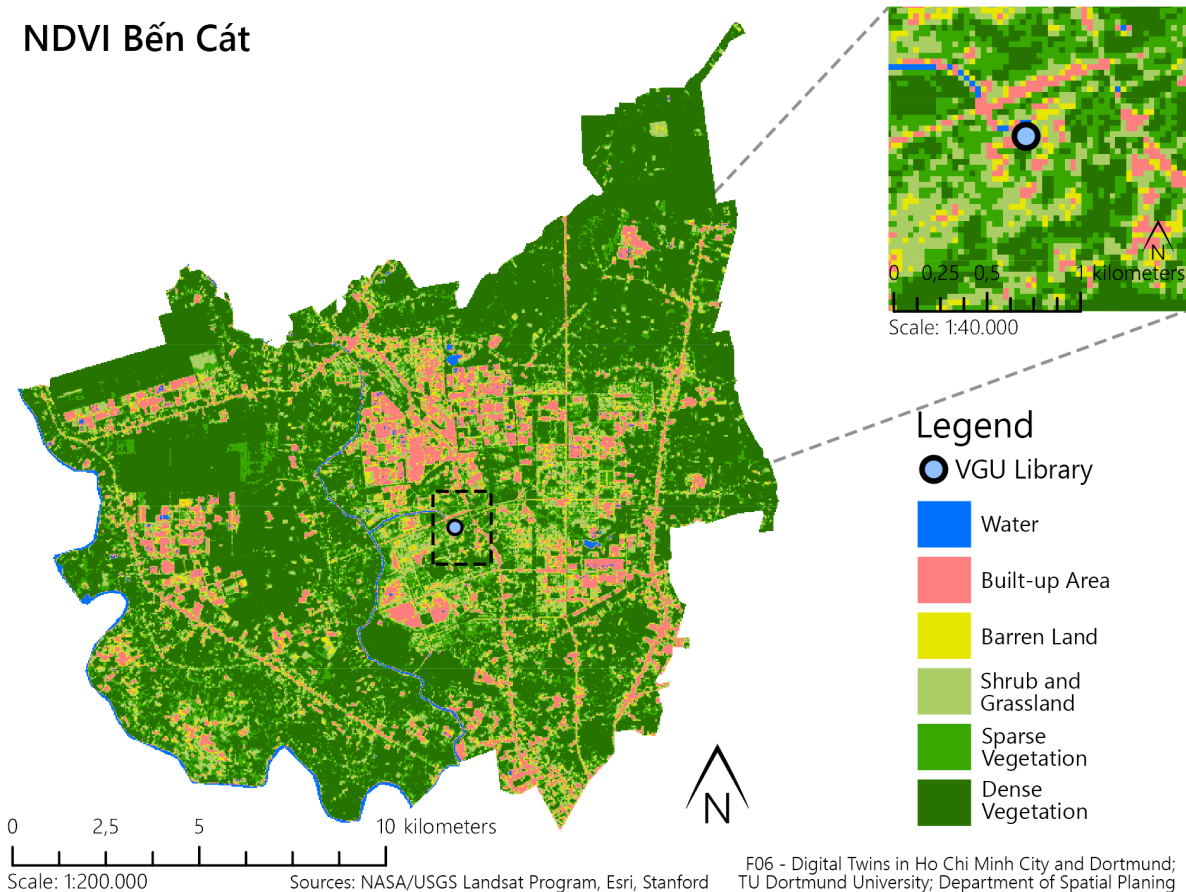 NDVI Bến Cát
N
0 0,25 0,5 1 kilometers
Scale: 1:40.000
Legend
VGU Library
Water
Built-up Area
Barren Land
Shrub and
Grassland
Sparse
Vegetation
Dense
Vegetation
N
0 2,5 5 10 kilometers
Scale: 1:200.000
Sources: NASA/USGS Landsat Program, Esri, Stanford
F06 - Digital Twins in Ho Chi Minh City and Dortmund;
TU Dortmund University; Department of Spatial Planing